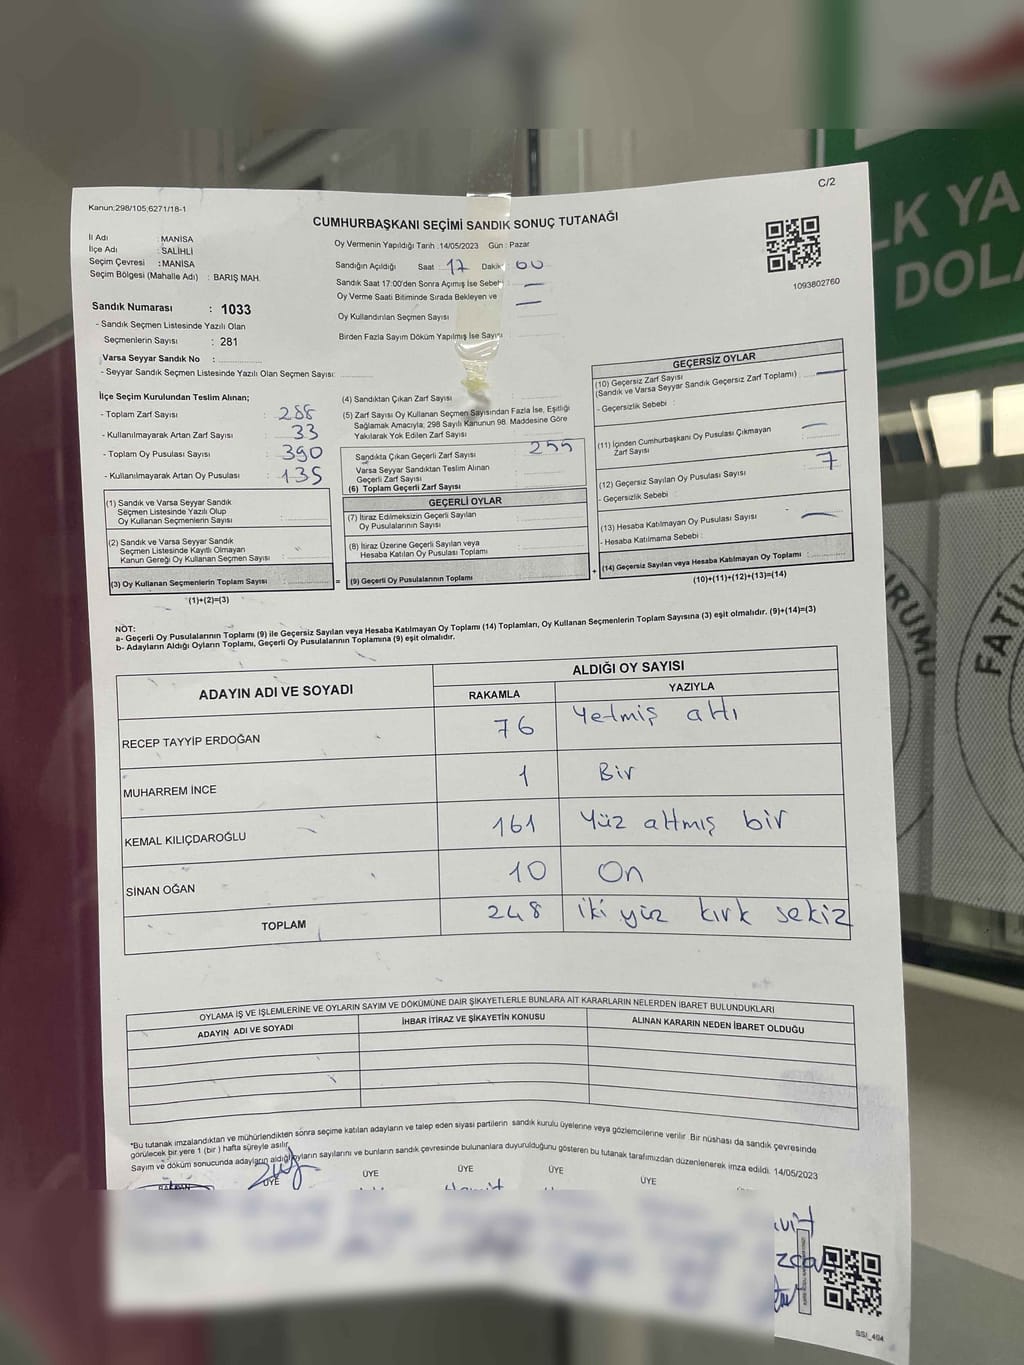 C/2
Kanun;298/105;6271/18-1
CUMHURBAŞKANI SEÇİMİ SANDIK SONUÇ TUTANAĞI
İl Adı : MANİSA
İlçe Adı : SALİHLİ
Seçim Çevresi : MANİSA
Seçim Bölgesi (Mahalle Adı) : BARIŞ MAH.
Sandık Numarası : 1033
- Sandık Seçmen Listesinde Yazılı Olan
Seçmenlerin Sayısı : 281
Varsa Seyyar Sandık No :
- Seyyar Sandık Seçmen Listesinde Yazılı Olan Seçmen Sayısı:
Oy Vermenin Yapıldığı Tarih :14/05/2023 Gün : Pazar
Sandığın Açıldığı Saat : 17 Dakika 00
Sandık Saat 17:00'den Sonra Açımış İse Sebebi
Oy Verme Saati Bitiminde Sırada Bekleyen ve
Oy Kullandırılan Seçmen Sayısı
Birden Fazla Sayım Döküm Yapılmış İse Sayısı
1093802760
İlçe Seçim Kurulundan Teslim Alınan;
- Toplam Zarf Sayısı : 288
- Kullanılmayarak Artan Zarf Sayısı : 33
- Toplam Oy Pusulası Sayısı : 390
- Kullanılmayarak Artan Oy Pusulası : 135
(1) Sandık ve Varsa Seyyar Sandık
Seçmen Listesinde Yazılı Olup
Oy Kullanan Seçmenlerin Sayısı
(2) Sandık ve Varsa Seyyar Sandık
Seçmen Listesinde Kayıtlı Olmayan
Kanun Gereği Oy Kullanan Seçmen Sayısı
(3) Oy Kullanan Seçmenlerin Toplam Sayısı
(1)+(2)=(3)
(4) Sandıktan Çıkan Zarf Sayısı
(5) Zarf Sayısı Oy Kullanan Seçmen Sayısından Fazla İse, Eşitliği
Sağlamak Amacıyla; 298 Sayılı Kanunun 98. Maddesine Göre
Yakılarak Yok Edilen Zarf Sayısı
Sandıkta Çıkan Geçerli Zarf Sayısı 255
Varsa Seyyar Sandıktan Teslim Alınan
Geçerli Zarf Sayısı
(6) Toplam Geçerli Zarf Sayısı
GEÇERLİ OYLAR
(7) İtiraz Edilmeksizin Geçerli Sayılan
Oy Pusulalarının Sayısı
(8) İtiraz Üzerine Geçerli Sayılan veya
Hesaba Katılan Oy Pusulası Toplamı
= (9) Geçerli Oy Pusulalarının Toplamı
GEÇERSİZ OYLAR
(10) Geçersiz Zarf Sayısı
(Sandık ve Varsa Seyyar Sandık Geçersiz Zarf Toplamı) :
- Geçersizlik Sebebi :
(11) İçinden Cumhurbaşkanı Oy Pusulası Çıkmayan
Zarf Sayısı
(12) Geçersiz Sayılan Oy Pusulası Sayısı 7
- Geçersizlik Sebebi :
(13) Hesaba Katılmayan Oy Pusulası Sayısı
- Hesaba Katılmama Sebebi :
+ (14) Geçersiz Sayılan veya Hesaba Katılmayan Oy Toplamı
(10)+(11)+(12)+(13)=(14)
NOT:
a- Geçerli Oy Pusulalarının Toplamı (9) ile Geçersiz Sayılan veya Hesaba Katılmayan Oy Toplamı (14) Toplamları, Oy Kullanan Seçmenlerin Toplam Sayısına (3) eşit olmalıdır. (9)+(14)=(3)
b- Adayların Aldığı Oyların Toplamı, Geçerli Oy Pusulalarının Toplamına (9) eşit olmalıdır.
ADAYIN ADI VE SOYADI
ALDIĞI OY SAYISI
RAKAMLA YAZIYLA
RECEP TAYYİP ERDOĞAN 76 Yetmiş altı
MUHARREM İNCE 1 Bir
KEMAL KILIÇDAROĞLU 161 Yüz altmış bir
SİNAN OĞAN 10 On
TOPLAM 248 iki yüz kırk sekiz
OYLAMA İŞ VE İŞLEMLERİNE VE OYLARIN SAYIM VE DÖKÜMÜNE DAİR ŞİKAYETLERLE BUNLARA AİT KARARLARIN NELERDEN İBARET BULUNDUKLARI
ADAYIN ADI VE SOYADI İHBAR İTİRAZ VE ŞİKAYETİN KONUSU ALINAN KARARIN NEDEN İBARET OLDUĞU
*Bu tutanak imzalandıktan ve mühürlendikten sonra seçime katılan adayların ve talep eden siyasi partilerin sandık kurulu üyelerine veya gözlemcilerine verilir. Bir nüshası da sandık çevresinde
görülecek bir yere 1 (bir) hafta süreyle asılır.
Sayım ve döküm sonucunda adayların aldığı oyların sayılarını ve bunların sandık çevresinde bulunanlara duyurulduğunu gösteren bu tutanak tarafımızdan düzenlenerek imza edildi. 14/05/2023
BAŞKAN ÜYE ÜYE ÜYE ÜYE ÜYE
SSI_404
LK YA
DOLA
RUMU
FATİ